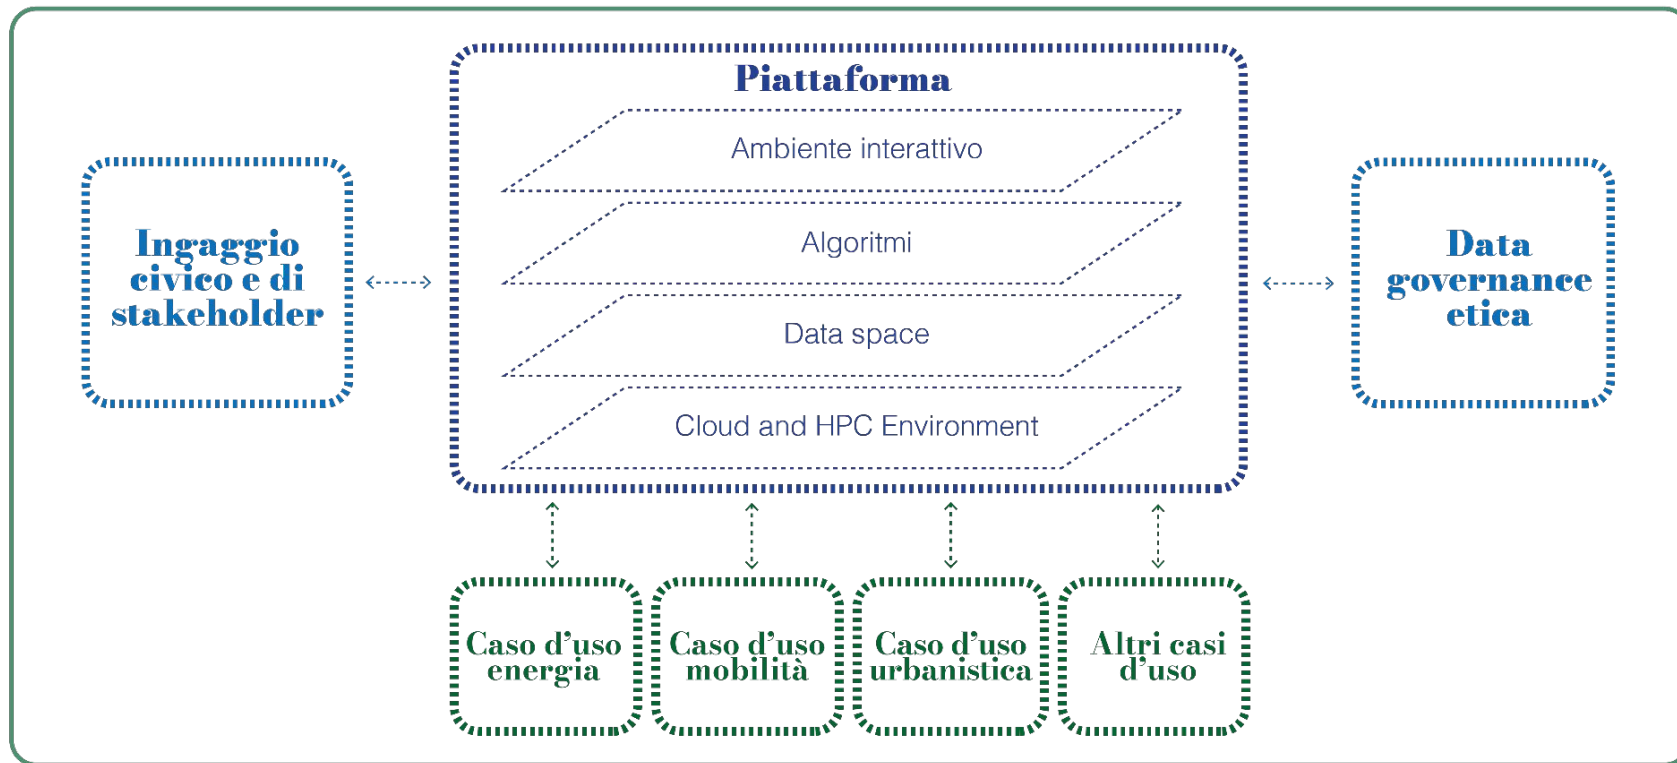 Piattaforma
Ambiente interattivo
Algoritmi
Data space
Cloud and HPC Environment
Ingaggio
civico e di
stakeholder
Data
governance
etica
Caso d’uso
energia
Caso d’uso
mobilità
Caso d’uso
urbanistica
Altri casi
d’uso